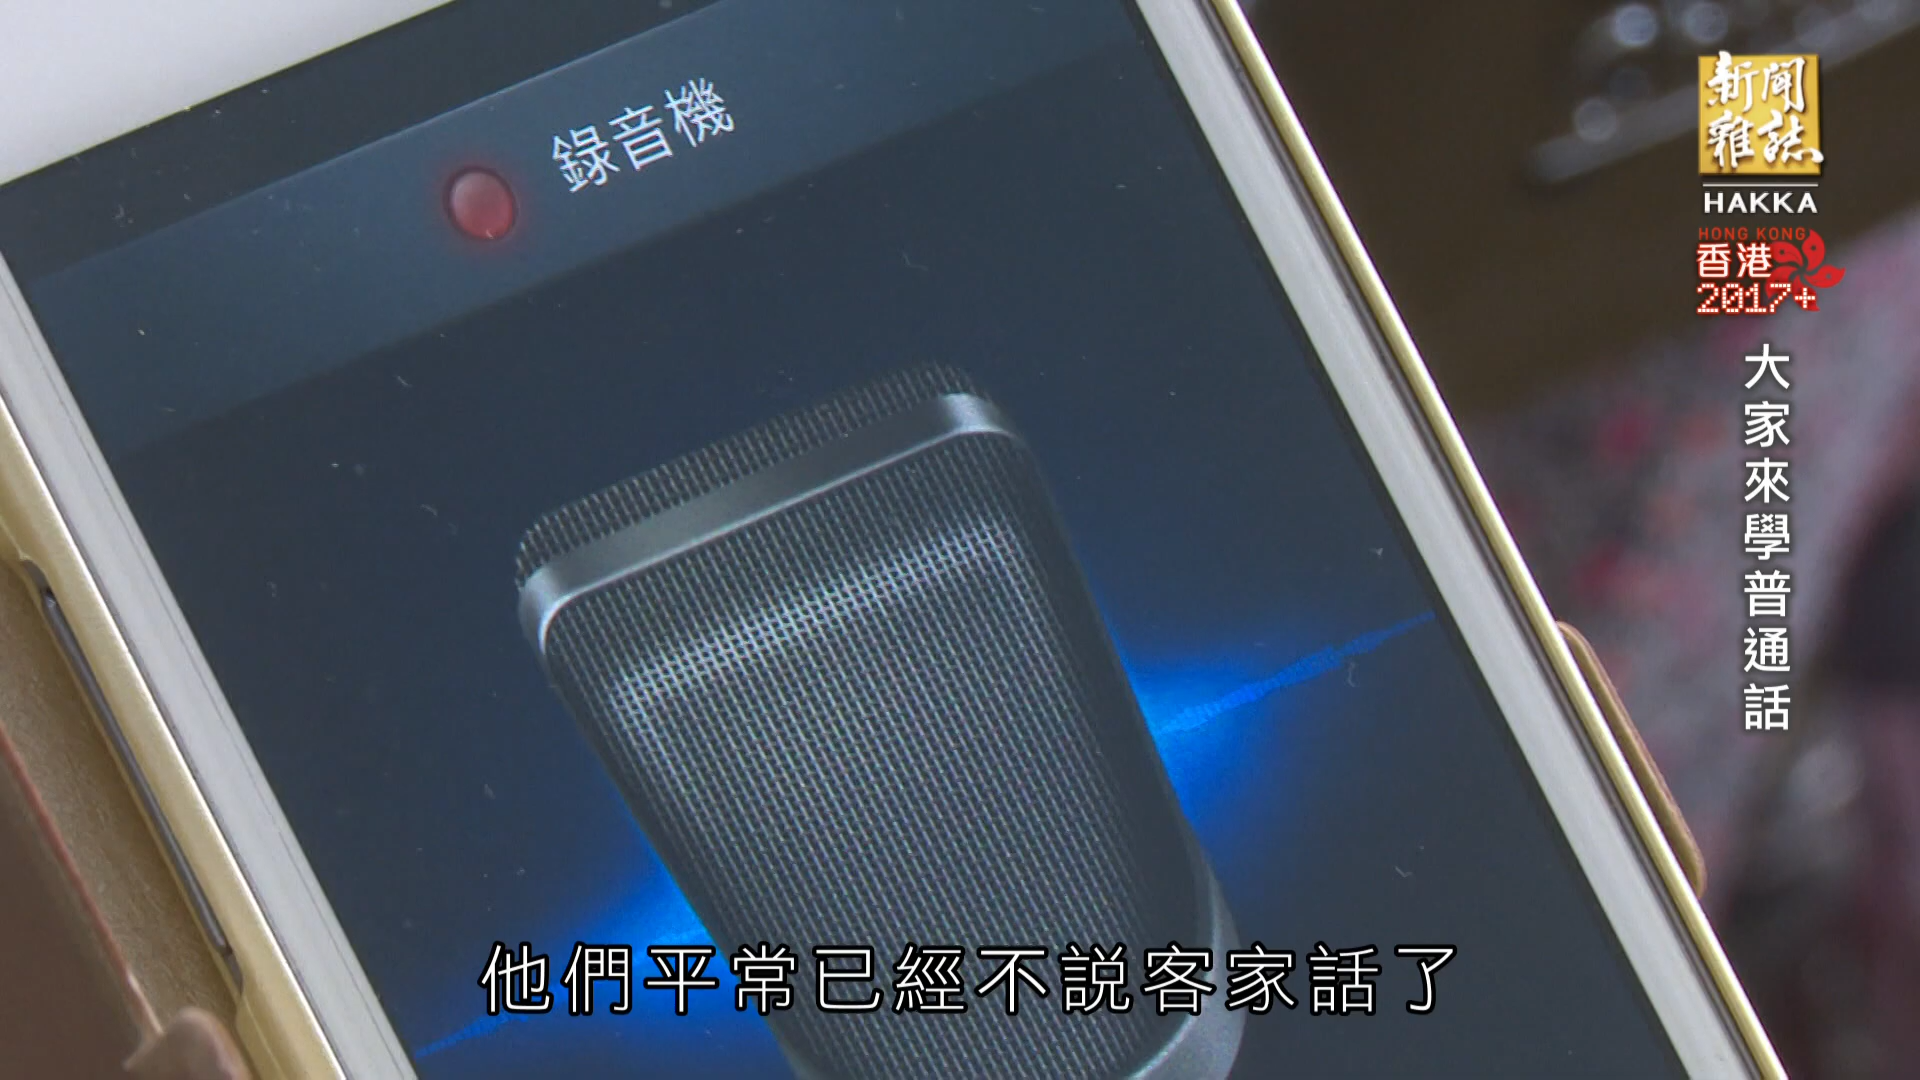 錄音機
新聞
雜誌
HAKKA
HONG KONG
香港
2017+
大家來學普通話
他們平常已經不說客家話了